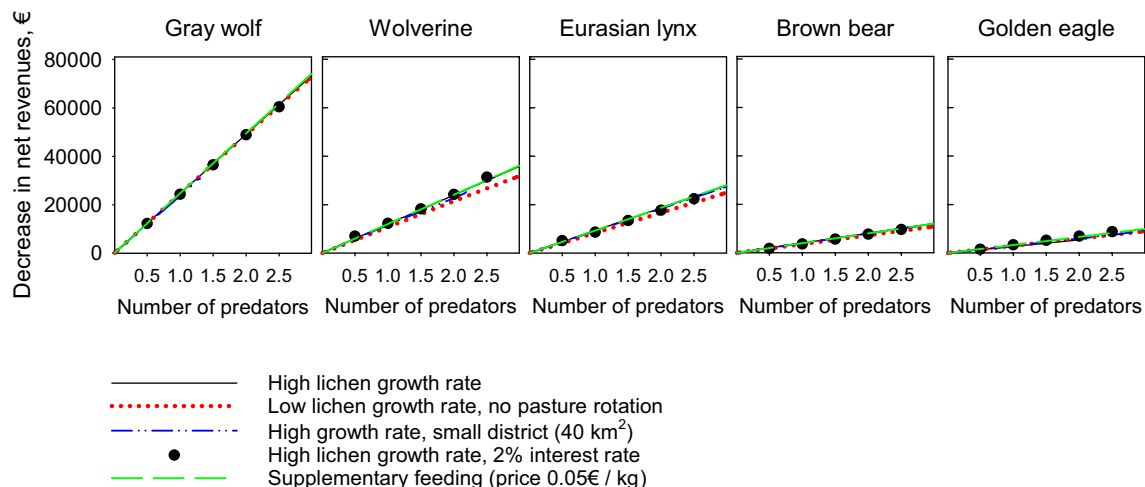 Gray wolf Wolverine Eurasian lynx Brown bear Golden eagle
Decrease in net revenues, €
80000
60000
40000
20000
0
0.5 1.0 1.5 2.0 2.5 0.5 1.0 1.5 2.0 2.5 0.5 1.0 1.5 2.0 2.5 0.5 1.0 1.5 2.0 2.5 0.5 1.0 1.5 2.0 2.5
Number of predators Number of predators Number of predators Number of predators Number of predators
High lichen growth rate
Low lichen growth rate, no pasture rotation
High growth rate, small district (40 km²)
High lichen growth rate, 2% interest rate
Supplementary feeding (price 0.05€ / kg)